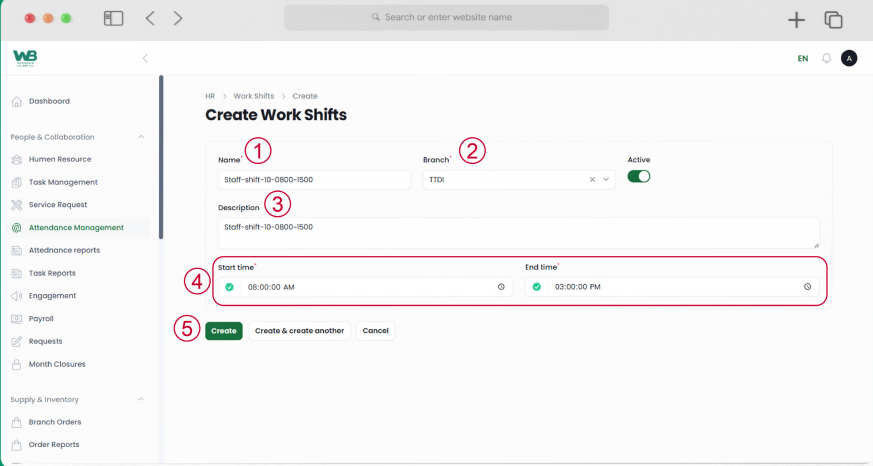 Search or enter website name
WB
EN
A
Dashboard
People & Collaboration
Humen Resource
Task Management
Service Request
Attendance Management
Attednance reports
Task Reports
Engagement
Payroll
Requests
Month Closures
Supply & Inventory
Branch Orders
Order Reports
HR > Work Shifts > Create
Create Work Shifts
Name* 1
Branch* 2
Active
Staff-shift-10-0800-1500
TTDI
Description 3
Staff-shift-10-0800-1500
4
Start time*
End time*
08:00:00 AM
03:00:00 PM
5
Create
Create & create another
Cancel